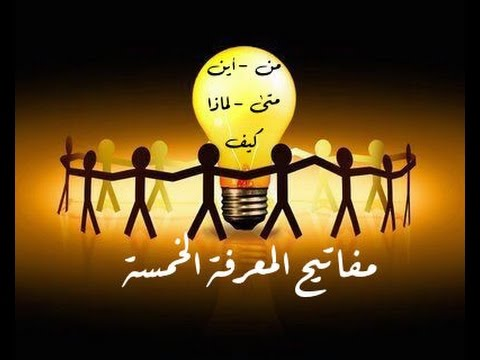 من - أين
متى - لماذا
كيف
مفاتيح المعرفة الخمسة